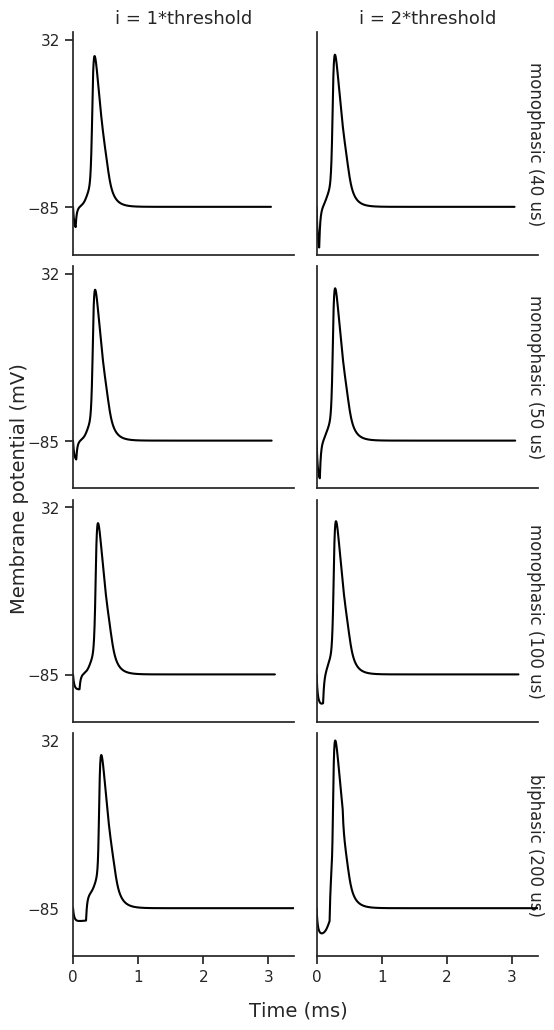 i = 1*threshold
i = 2*threshold
32
−85
monophasic (40 us)
32
−85
monophasic (50 us)
Membrane potential (mV)
32
−85
monophasic (100 us)
32
−85
biphasic (200 us)
0 1 2 3
0 1 2 3
Time (ms)